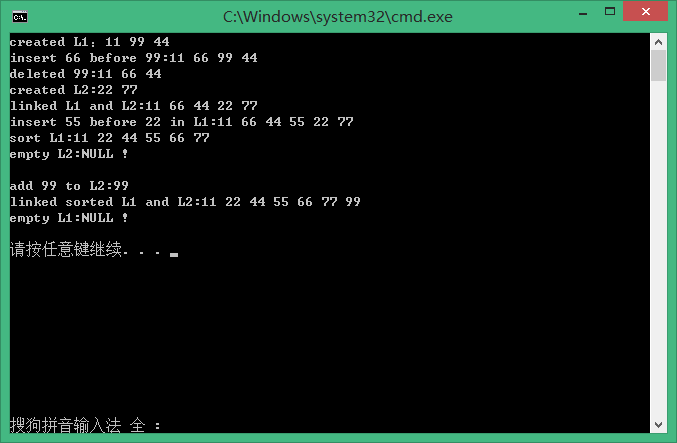 C:\Windows\system32\cmd.exe
created L1：11 99 44
insert 66 before 99:11 66 99 44
deleted 99:11 66 44
created L2:22 77
linked L1 and L2:11 66 44 22 77
insert 55 before 22 in L1:11 66 44 55 22 77
sort L1:11 22 44 55 66 77
empty L2:NULL !
add 99 to L2:99
linked sorted L1 and L2:11 22 44 55 66 77 99
empty L1:NULL !
请按任意键继续. . .
搜狗拼音输入法 全 :